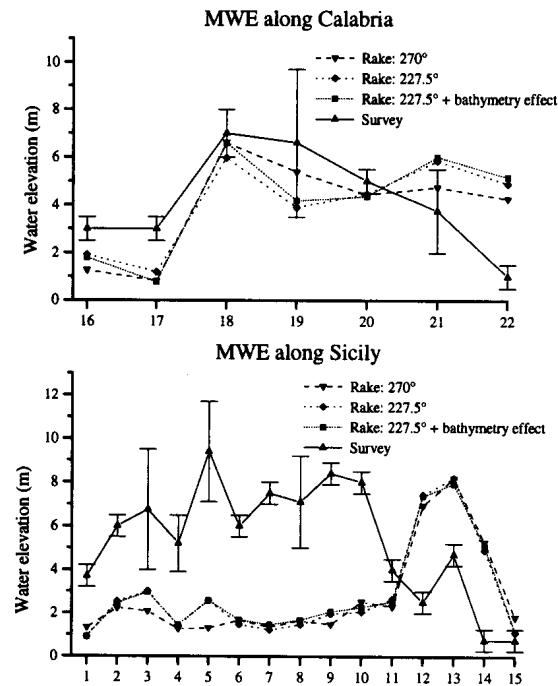 MWE along Calabria
Rake: 270°
Rake: 227.5°
Rake: 227.5° + bathymetry effect
Survey
Water elevation (m)
10
8
6
4
2
0
16 17 18 19 20 21 22
MWE along Sicily
Rake: 270°
Rake: 227.5°
Rake: 227.5° + bathymetry effect
Survey
Water elevation (m)
12
10
8
6
4
2
0
1 2 3 4 5 6 7 8 9 10 11 12 13 14 15